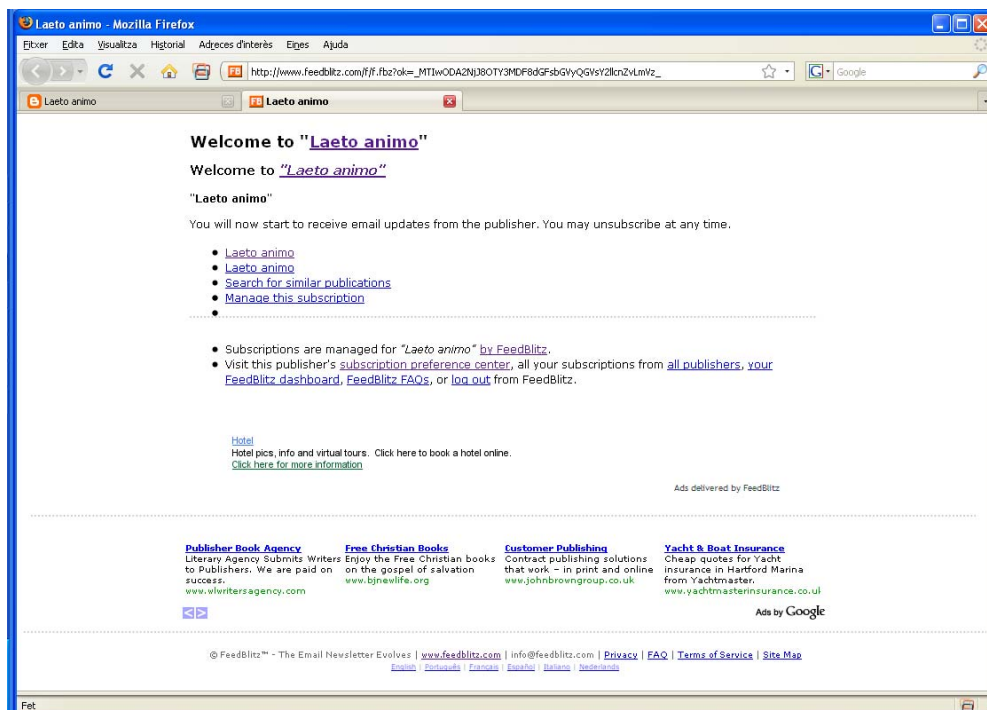 Laeto animo - Mozilla Firefox
Fitxer Edita Visualitza Historial Adreces d'interès Eines Ajuda
Google
Laeto animo
Laeto animo
Welcome to "Laeto animo"
Welcome to "Laeto animo"
"Laeto animo"
You will now start to receive email updates from the publisher. You may unsubscribe at any time.
Laeto animo
Laeto animo
Search for similar publications
Manage this subscription
Subscriptions are managed for "Laeto animo" by FeedBlitz.
Visit this publisher's subscription preference center, all your subscriptions from all publishers, your
FeedBlitz dashboard, FeedBlitz FAQs, or log out from FeedBlitz.
Hotel
Hotel pics, info and virtual tours. Click here to book a hotel online.
Click here for more information
Ads delivered by FeedBlitz
Publisher Book Agency
Literary Agency Submits Writers
to Publishers. We are paid on
success.
www.wlwritersagency.com
Free Christian Books
Enjoy the Free Christian books
on the gospel of salvation
www.bjnewlife.org
Customer Publishing
Contract publishing solutions
that work - in print and online
www.johnbrowngroup.co.uk
Yacht & Boat Insurance
Cheap quotes for Yacht
insurance in Hartford Marina
from Yachtmaster.
www.yachtmasterinsurance.co.uk
Ads by Google
© FeedBlitz™ - The Email Newsletter Evolves | www.feedblitz.com | info@feedblitz.com | Privacy | FAQ | Terms of Service | Site Map
English | Português | Français | Español | Italiano | Nederlands
Fet